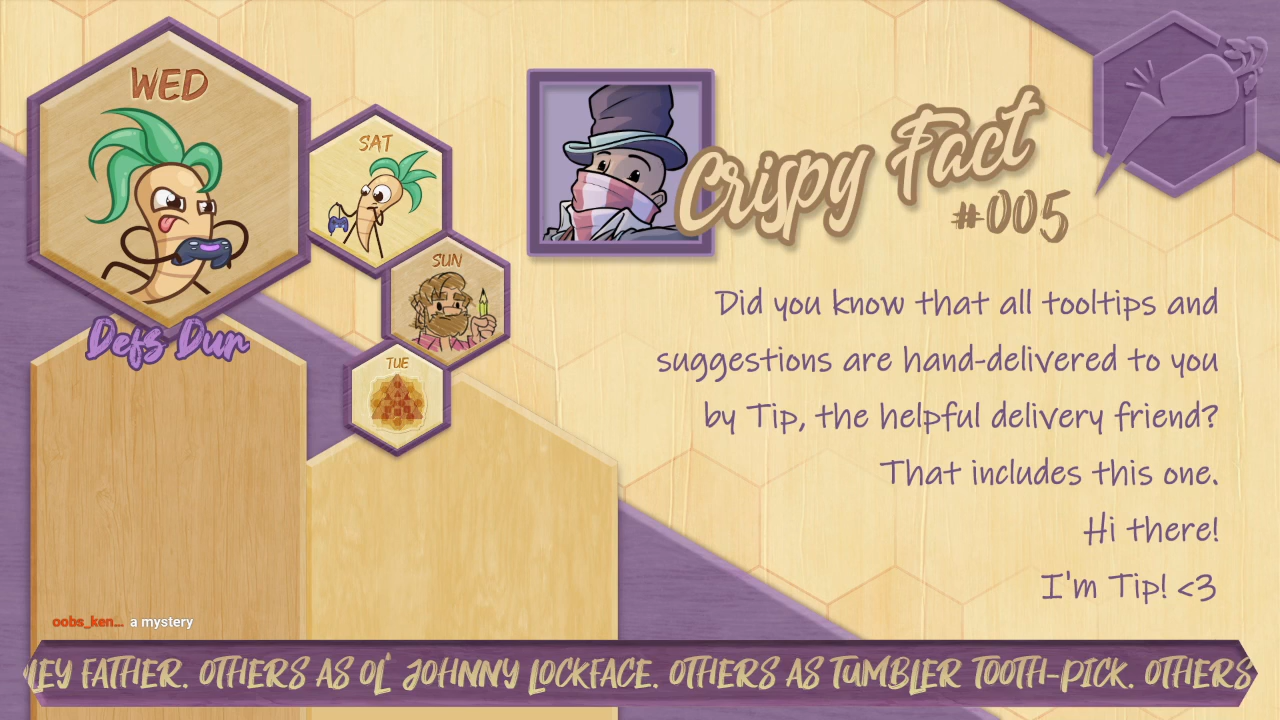 WED
SAT
SUN
TUE
Defs Dur
Crispy Fact
#005
Did you know that all tooltips and
suggestions are hand-delivered to you
by Tip, the helpful delivery friend?
That includes this one.
Hi there!
I'm Tip! <3
oobs_ken... a mystery
LEY FATHER. OTHERS AS OL' JOHNNY LOCKFACE. OTHERS AS TUMBLER TOOTH-PICK. OTHERS